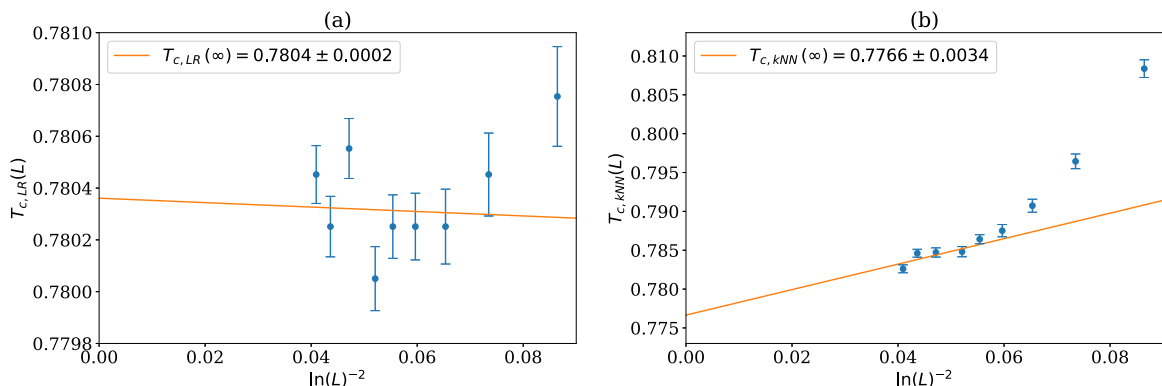 (a)
T_{c,LR}(∞) = 0.7804 ± 0.0002
0.7810
0.7808
0.7806
0.7804
0.7802
0.7800
0.7798
T_{c,LR}(L)
0.00 0.02 0.04 0.06 0.08
ln(L)^{-2}
(b)
T_{c,kNN}(∞) = 0.7766 ± 0.0034
0.810
0.805
0.800
0.795
0.790
0.785
0.780
0.775
T_{c,kNN}(L)
0.00 0.02 0.04 0.06 0.08
ln(L)^{-2}